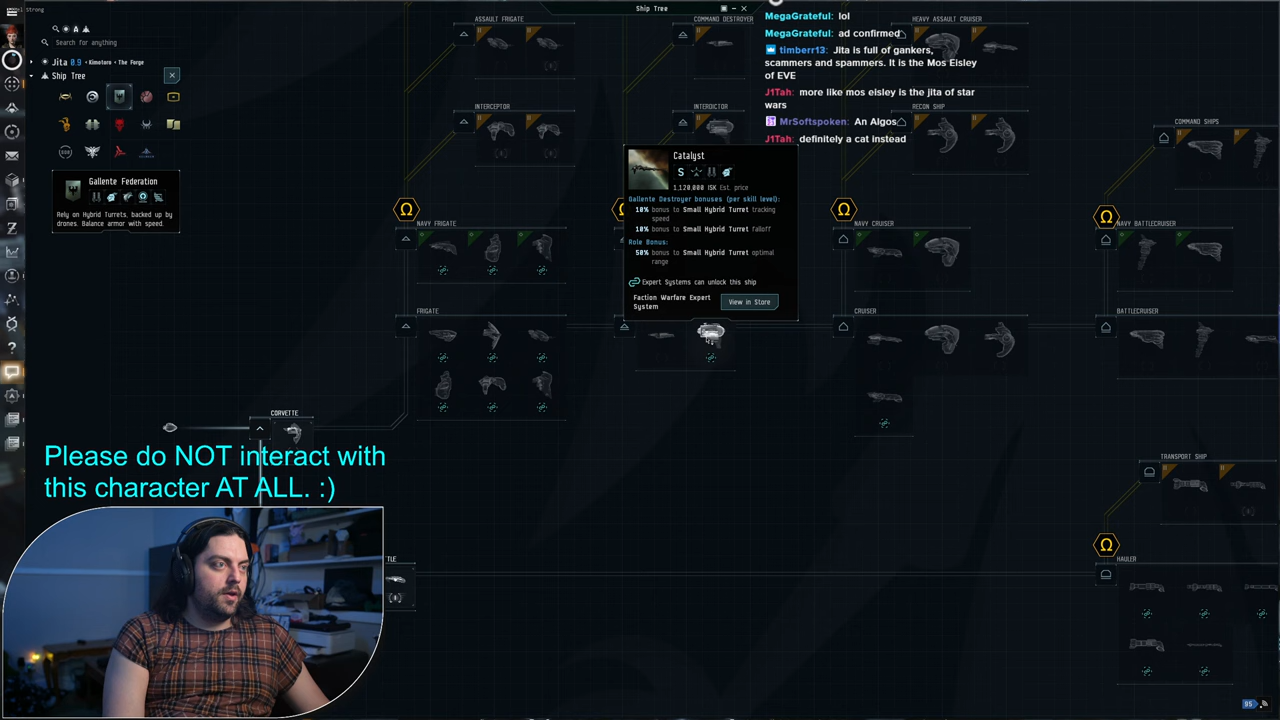 Ship Tree
Search for anything
Jita 0.9 • Kimotoro • The Forge
Ship Tree
Gallente Federation
Rely on Hybrid Turrets, backed up by
drones. Balance armor with speed.
ASSAULT FRIGATE
COMMAND DESTROYER
HEAVY ASSAULT CRUISER
INTERCEPTOR
INTERDICTOR
RECON SHIP
COMMAND SHIPS
MegaGrateful: lol
MegaGrateful: ad confirmed
timberr13: Jita is full of gankers,
scammers and spammers. It is the Mos Eisley
of EVE
J1Tah: more like mos eisley is the jita of star
wars
MrSoftspoken: An Algos
J1Tah: definitely a cat instead
Catalyst
S
1,120,000 ISK Est. price
Gallente Destroyer bonuses (per skill level):
10% bonus to Small Hybrid Turret tracking
speed
10% bonus to Small Hybrid Turret falloff
Role Bonus:
50% bonus to Small Hybrid Turret optimal
range
Expert Systems can unlock this ship
Faction Warfare Expert
System
View in Store
NAVY FRIGATE
NAVY CRUISER
NAVY BATTLECRUISER
FRIGATE
CRUISER
BATTLECRUISER
CORVETTE
TRANSPORT SHIP
HAULER
TLE
Please do NOT interact with
this character AT ALL. :)
95